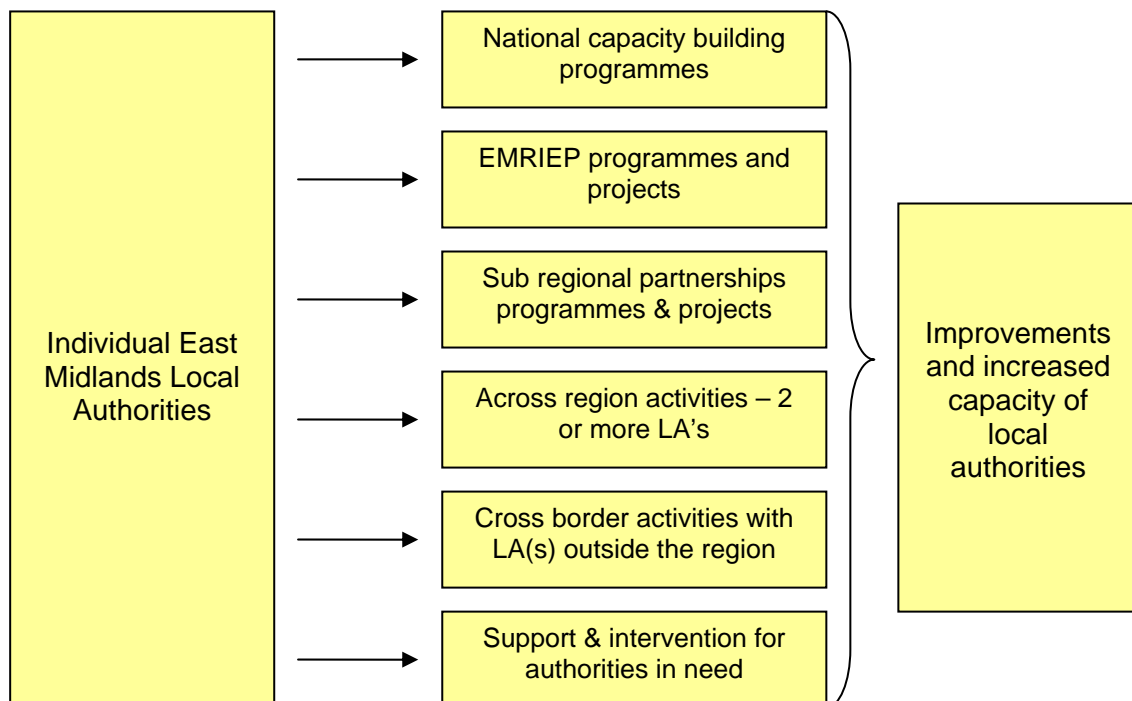 Individual East
Midlands Local
Authorities
National capacity building
programmes
EMRIEP programmes and
projects
Sub regional partnerships
programmes & projects
Across region activities – 2
or more LA’s
Cross border activities with
LA(s) outside the region
Support & intervention for
authorities in need
Improvements
and increased
capacity of
local
authorities